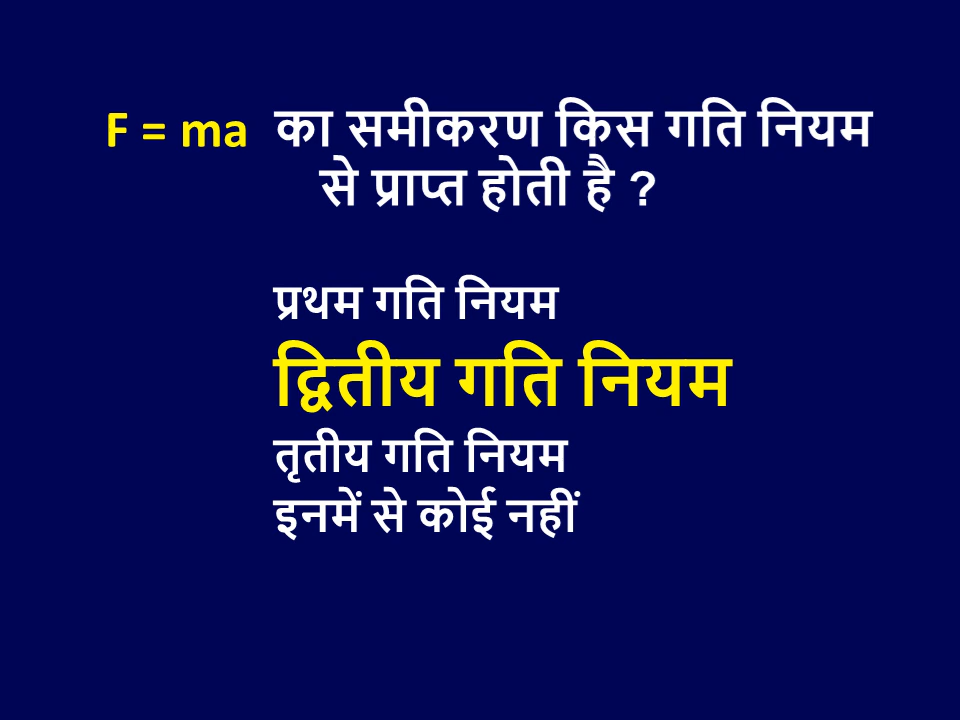 F = ma का समीकरण किस गति नियम
से प्राप्त होती है ?
प्रथम गति नियम
द्वितीय गति नियम
तृतीय गति नियम
इनमें से कोई नहीं